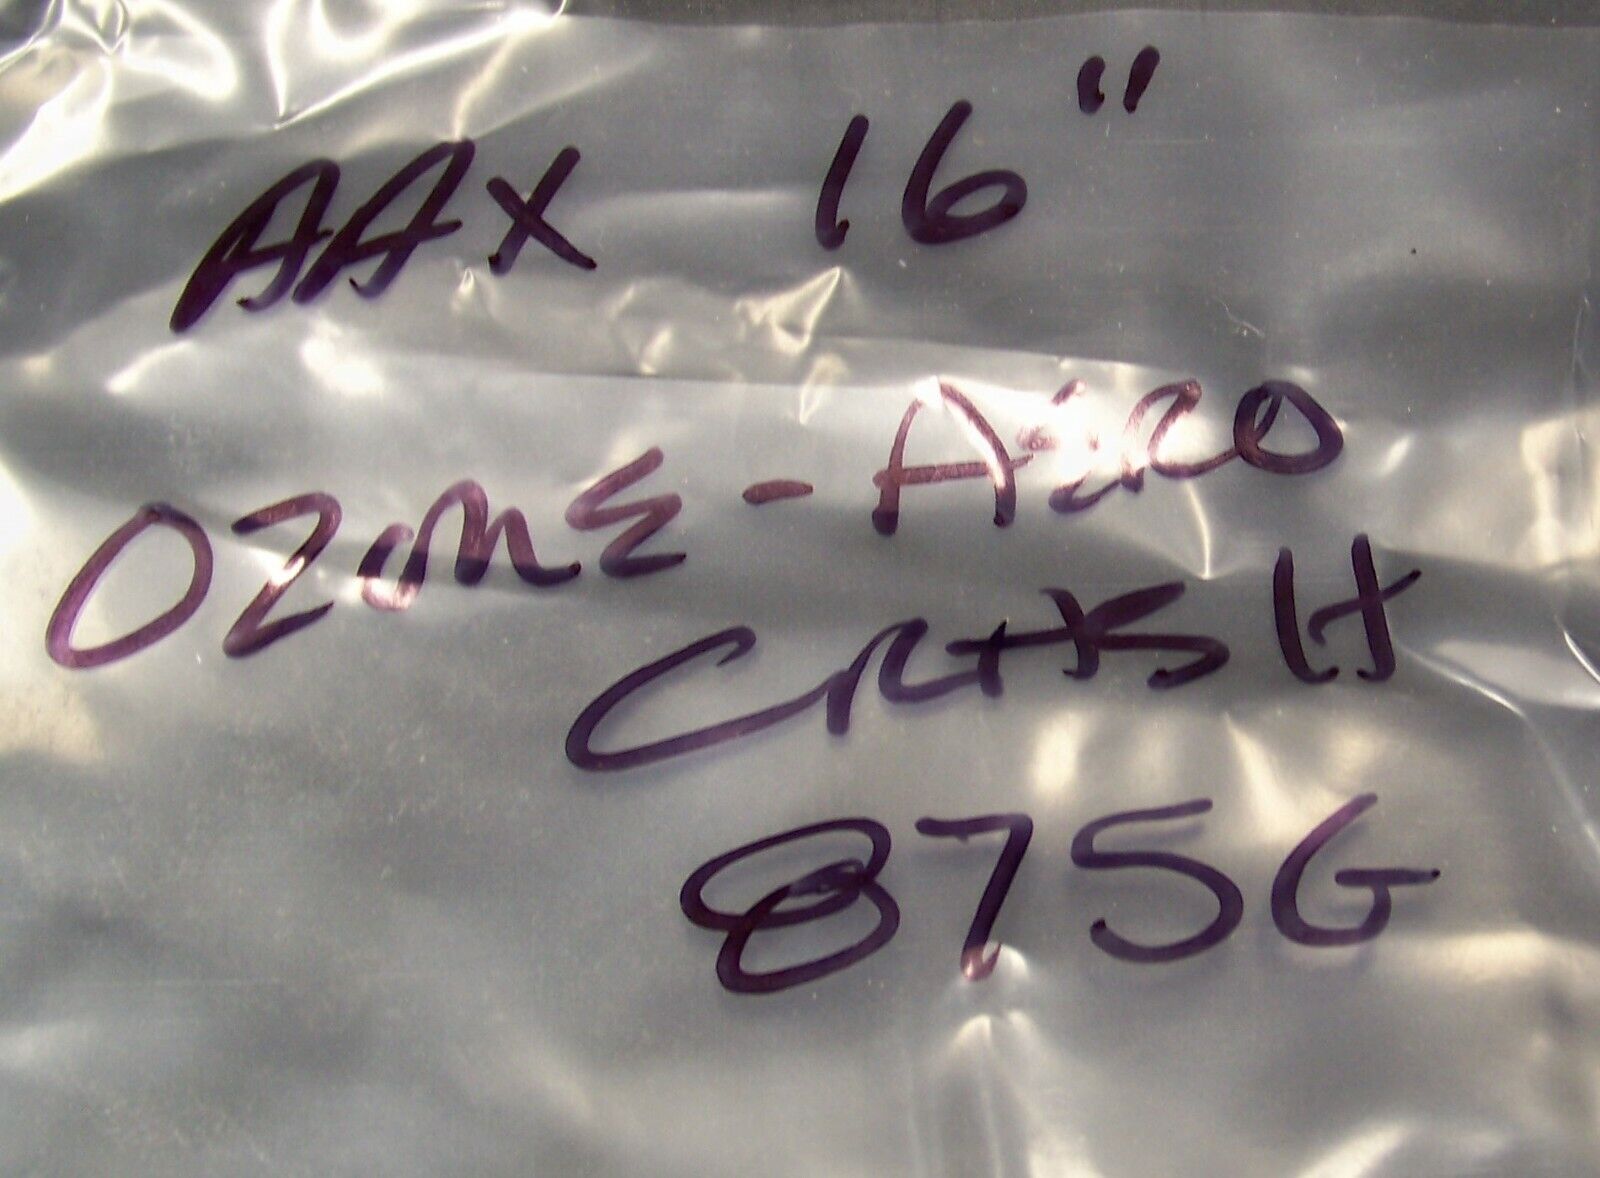 AAX 16"
OZONE-AERO
CRASH
875G